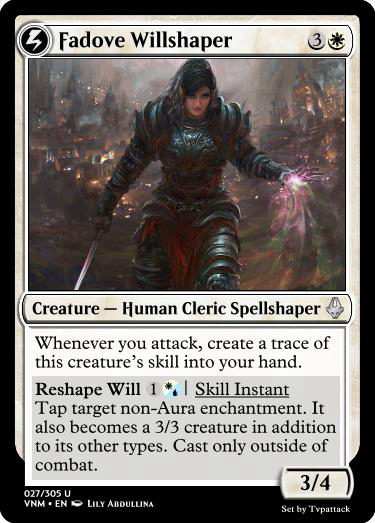 Fadove Willshaper 3
Creature — Human Cleric Spellshaper
Whenever you attack, create a trace of
this creature's skill into your hand.
Reshape Will 1 | Skill Instant
Tap target non-Aura enchantment. It
also becomes a 3/3 creature in addition
to its other types. Cast only outside of
combat.
3/4
027/305 U
VNM • EN Lily Abdullina
Set by Tvpattack